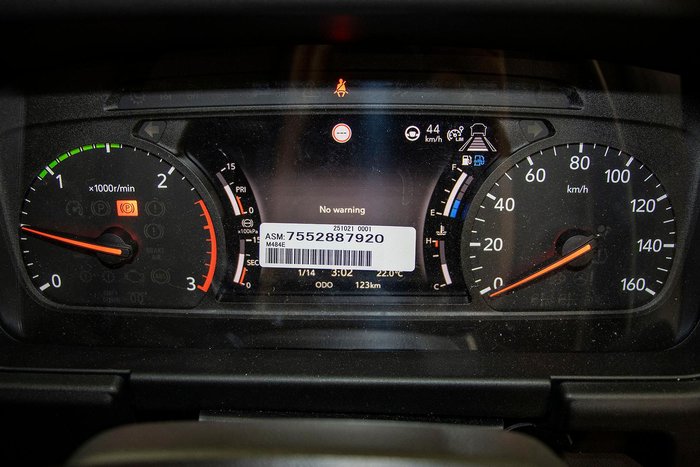 44
km/h
LIM
1 ×1000r/min 2
0 3
15
PRI
0
×100kPa
15
SEC
0
No warning
251021 0001
ASM:7552887920
M484E
1/14 3:02 22.0°C
ODO 123km
F
E
H
C
km/h
0 20 40 60 80 100 120 140 160